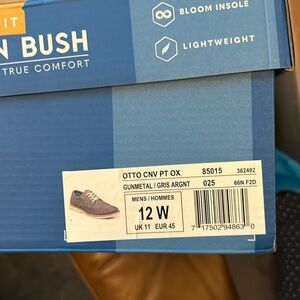 IT
BLOOM INSOLE
N BUSH
LIGHTWEIGHT
TRUE COMFORT
OTTO CNV PT OX 85015 362492
GUNMETAL / GRIS ARGNT 025 66N F2D
MENS / HOMMES
12 W
UK 11 EUR 45
7 17502 94863 0